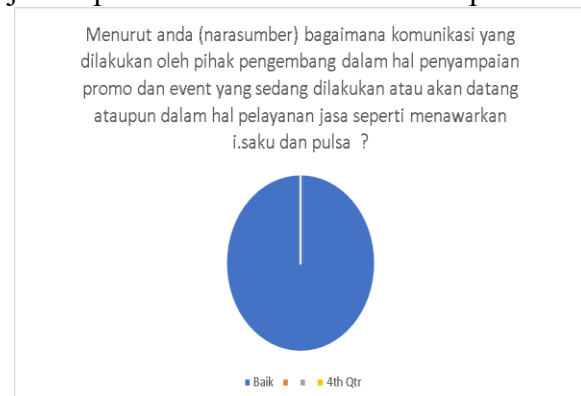 Menurut anda (narasumber) bagaimana komunikasi yang
dilakukan oleh pihak pengembang dalam hal penyampaian
promo dan event yang sedang dilakukan atau akan datang
ataupun dalam hal pelayanan jasa seperti menawarkan
i.saku dan pulsa ?
Baik 4th Qtr